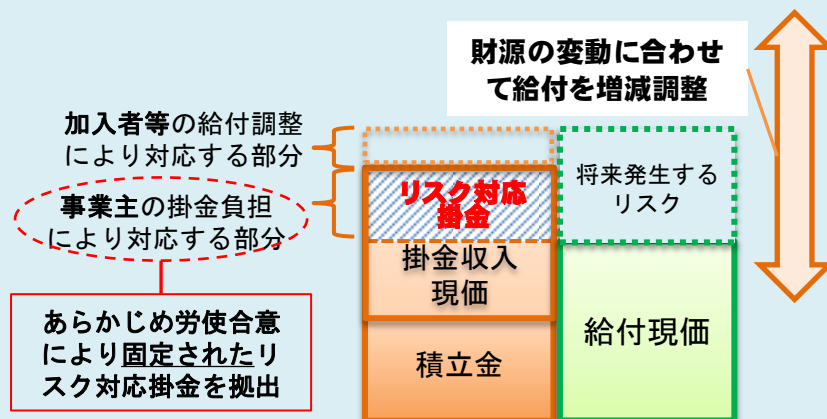 財源の変動に合わせ
て給付を増減調整
加入者等の給付調整
により対応する部分
事業主の掛金負担
により対応する部分
あらかじめ労使合意
により固定されたリ
スク対応掛金を拠出
リスク対応
掛金
掛金収入
現価
積立金
将来発生する
リスク
給付現価